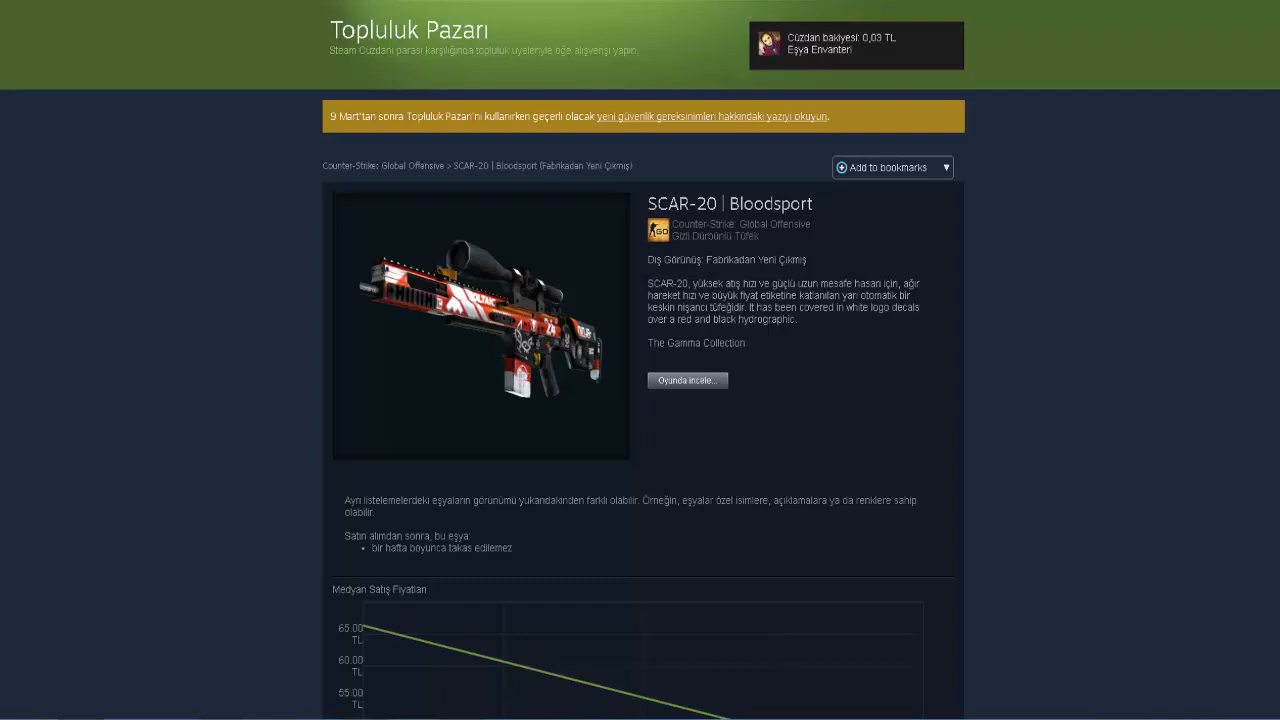 Topluluk Pazarı
Steam Cüzdanı parası karşılığında topluluk üyeleriyle öğe alışverişi yapın.
Cüzdan bakiyesi: 0,03 TL
Eşya Envanteri
9 Mart'tan sonra Topluluk Pazarı'nı kullanırken geçerli olacak yeni güvenlik gereksinimleri hakkındaki yazıyı okuyun.
Counter-Strike: Global Offensive > SCAR-20 | Bloodsport (Fabrikadan Yeni Çıkmış)
Add to bookmarks
SCAR-20 | Bloodsport
Counter-Strike: Global Offensive
Gizli Dürbünlü Tüfek
Dış Görünüş: Fabrikadan Yeni Çıkmış
SCAR-20, yüksek atış hızı ve güçlü uzun mesafe hasarı için, ağır
hareket hızı ve büyük fiyat etiketine katlanılan yarı otomatik bir
keskin nişancı tüfeğidir. It has been covered in white logo decals
over a red and black hydrographic.
The Gamma Collection
Oyunda incele...
Ayrı listelemelerdeki eşyaların görünümü yukarıdakinden farklı olabilir. Örneğin, eşyalar özel isimlere, açıklamalara ya da renklere sahip
olabilir.
Satın alımdan sonra, bu eşya:
• bir hafta boyunca takas edilemez
Medyan Satış Fiyatları
65.00
TL
60.00
TL
55.00
TL